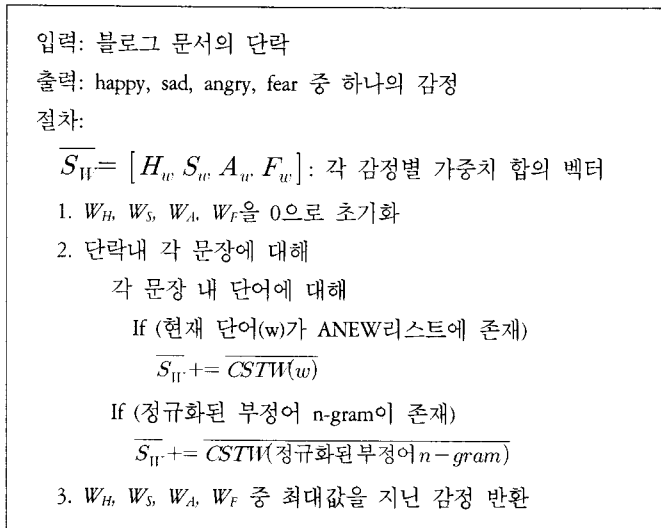 입력: 블로그 문서의 단락
출력: happy, sad, angry, fear 중 하나의 감정
절차:
S_W = [H_w S_w A_w F_w] : 각 감정별 가중치 합의 벡터
1. W_H, W_S, W_A, W_F을 0으로 초기화
2. 단락내 각 문장에 대해
각 문장 내 단어에 대해
If (현재 단어(w)가 ANEW리스트에 존재)
S_W += CSTW(w)
If (정규화된 부정어 n-gram이 존재)
S_W += CSTW(정규화된 부정어 n-gram)
3. W_H, W_S, W_A, W_F 중 최대값을 지닌 감정 반환